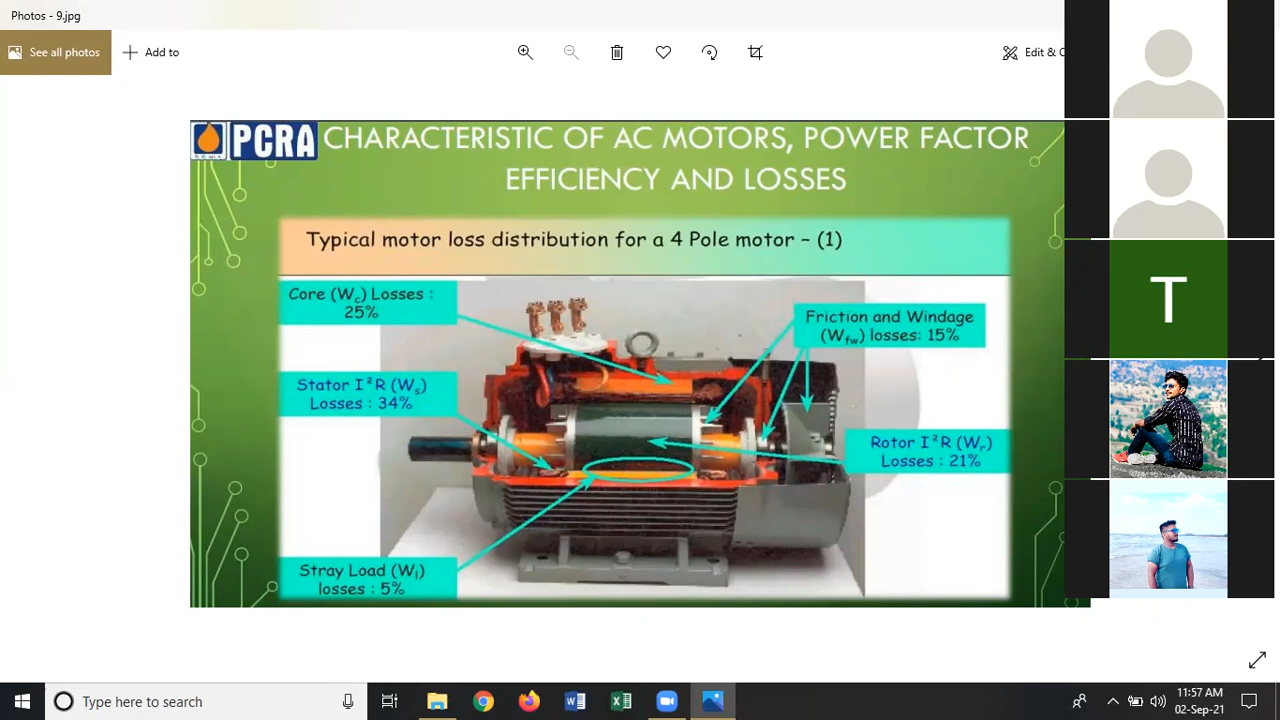 Photos - 9.jpg
See all photos
Add to
Edit & C
PCRA
CHARACTERISTIC OF AC MOTORS, POWER FACTOR
EFFICIENCY AND LOSSES
Typical motor loss distribution for a 4 Pole motor – (1)
Core (Wc) Losses :
25%
Friction and Windage
(Wfw) losses: 15%
Stator I²R (Ws)
Losses : 34%
Rotor I²R (Wr)
Losses : 21%
Stray Load (Wl)
losses : 5%
T
Type here to search
11:57 AM
02-Sep-21